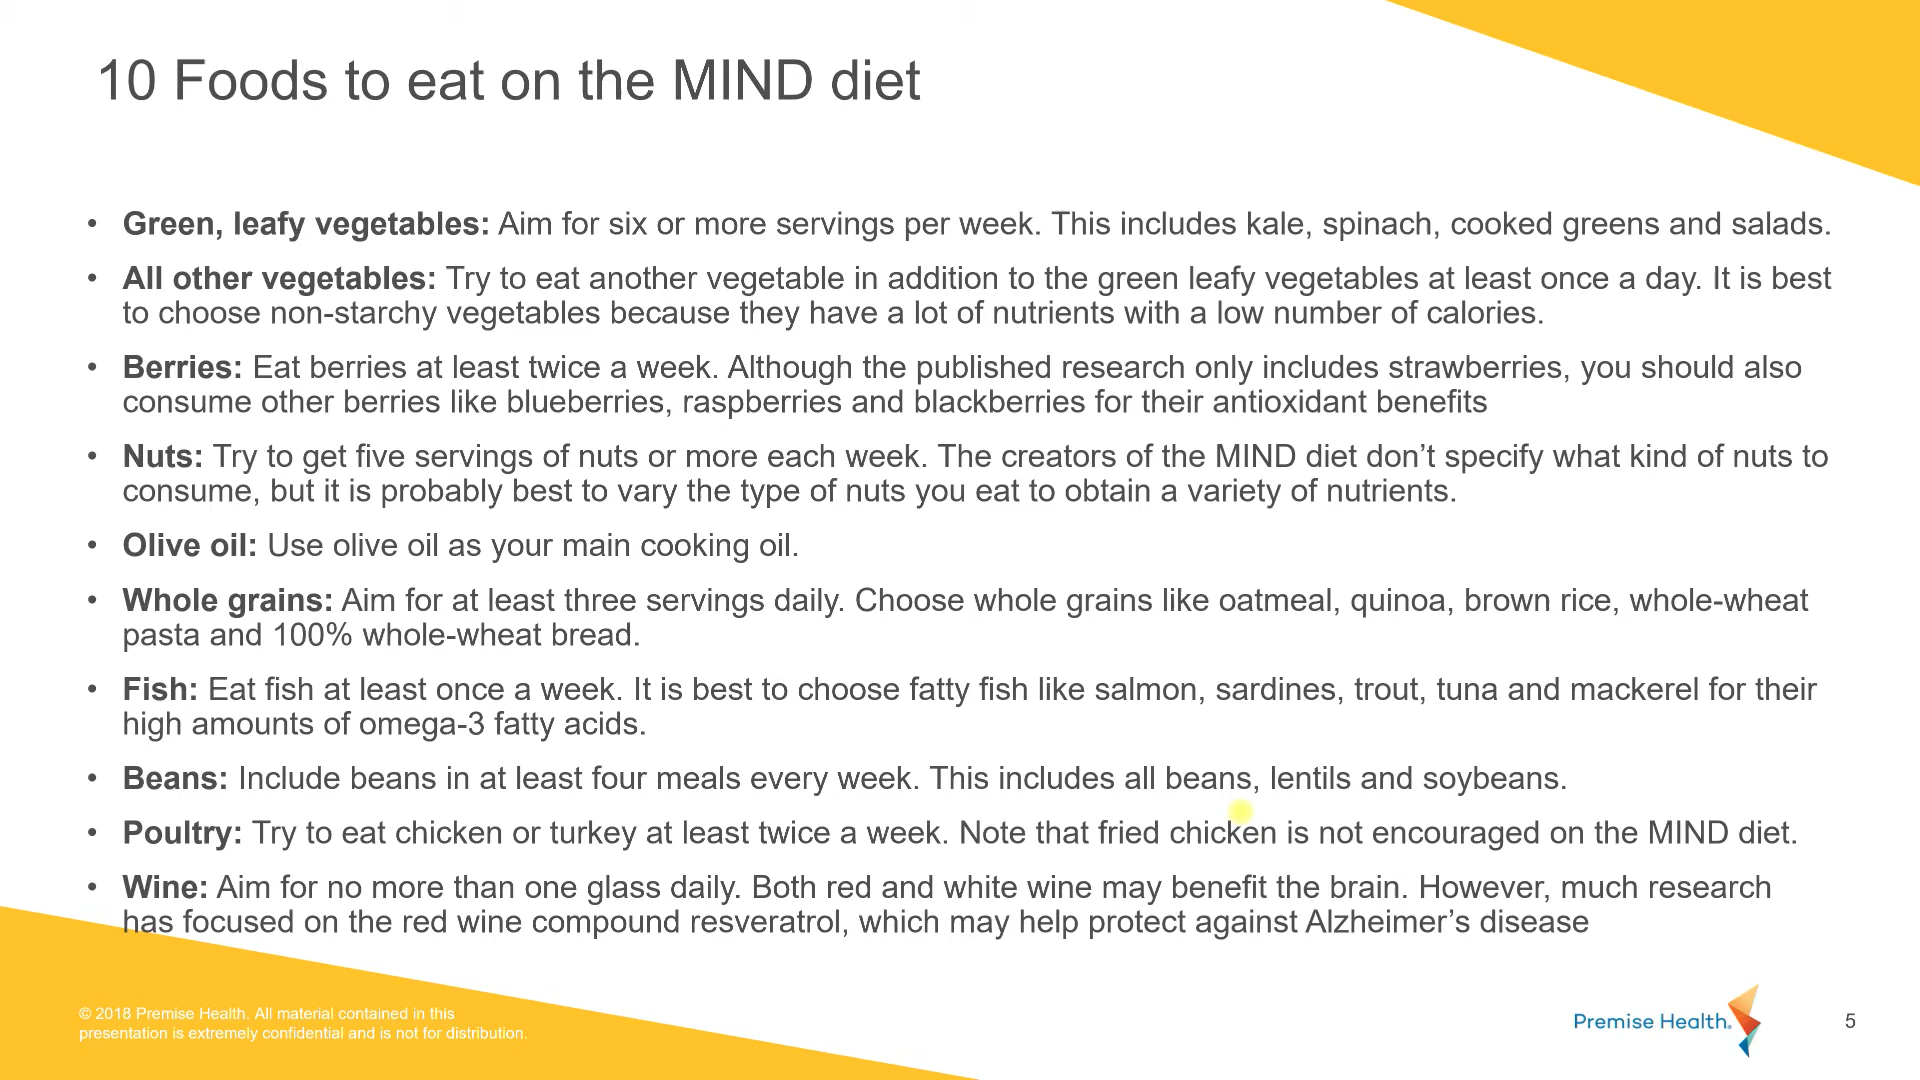 10 Foods to eat on the MIND diet
• Green, leafy vegetables: Aim for six or more servings per week. This includes kale, spinach, cooked greens and salads.
• All other vegetables: Try to eat another vegetable in addition to the green leafy vegetables at least once a day. It is best
to choose non-starchy vegetables because they have a lot of nutrients with a low number of calories.
• Berries: Eat berries at least twice a week. Although the published research only includes strawberries, you should also
consume other berries like blueberries, raspberries and blackberries for their antioxidant benefits
• Nuts: Try to get five servings of nuts or more each week. The creators of the MIND diet don’t specify what kind of nuts to
consume, but it is probably best to vary the type of nuts you eat to obtain a variety of nutrients.
• Olive oil: Use olive oil as your main cooking oil.
• Whole grains: Aim for at least three servings daily. Choose whole grains like oatmeal, quinoa, brown rice, whole-wheat
pasta and 100% whole-wheat bread.
• Fish: Eat fish at least once a week. It is best to choose fatty fish like salmon, sardines, trout, tuna and mackerel for their
high amounts of omega-3 fatty acids.
• Beans: Include beans in at least four meals every week. This includes all beans, lentils and soybeans.
• Poultry: Try to eat chicken or turkey at least twice a week. Note that fried chicken is not encouraged on the MIND diet.
• Wine: Aim for no more than one glass daily. Both red and white wine may benefit the brain. However, much research
has focused on the red wine compound resveratrol, which may help protect against Alzheimer’s disease
© 2018 Premise Health. All material contained in this
presentation is extremely confidential and is not for distribution.
Premise Health.
5